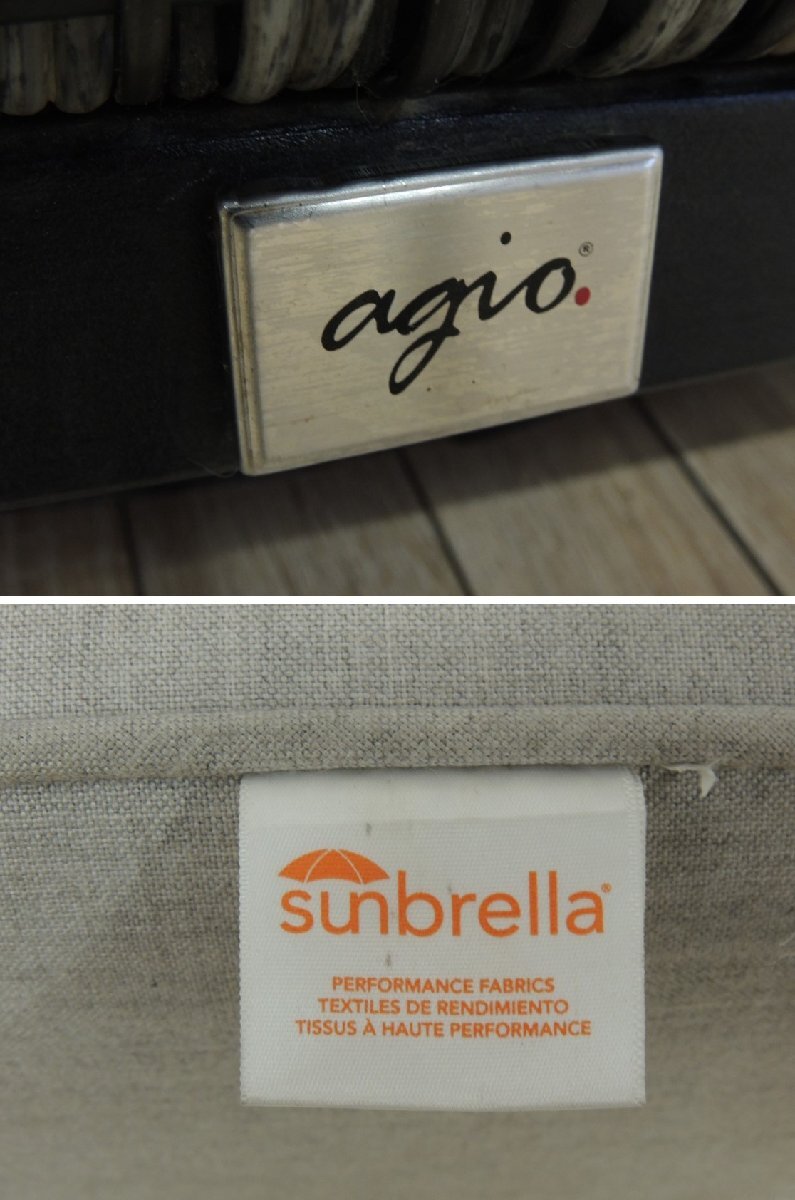 agio.®
sunbrella®
PERFORMANCE FABRICS
TEXTILES DE RENDIMIENTO
TISSUS À HAUTE PERFORMANCE